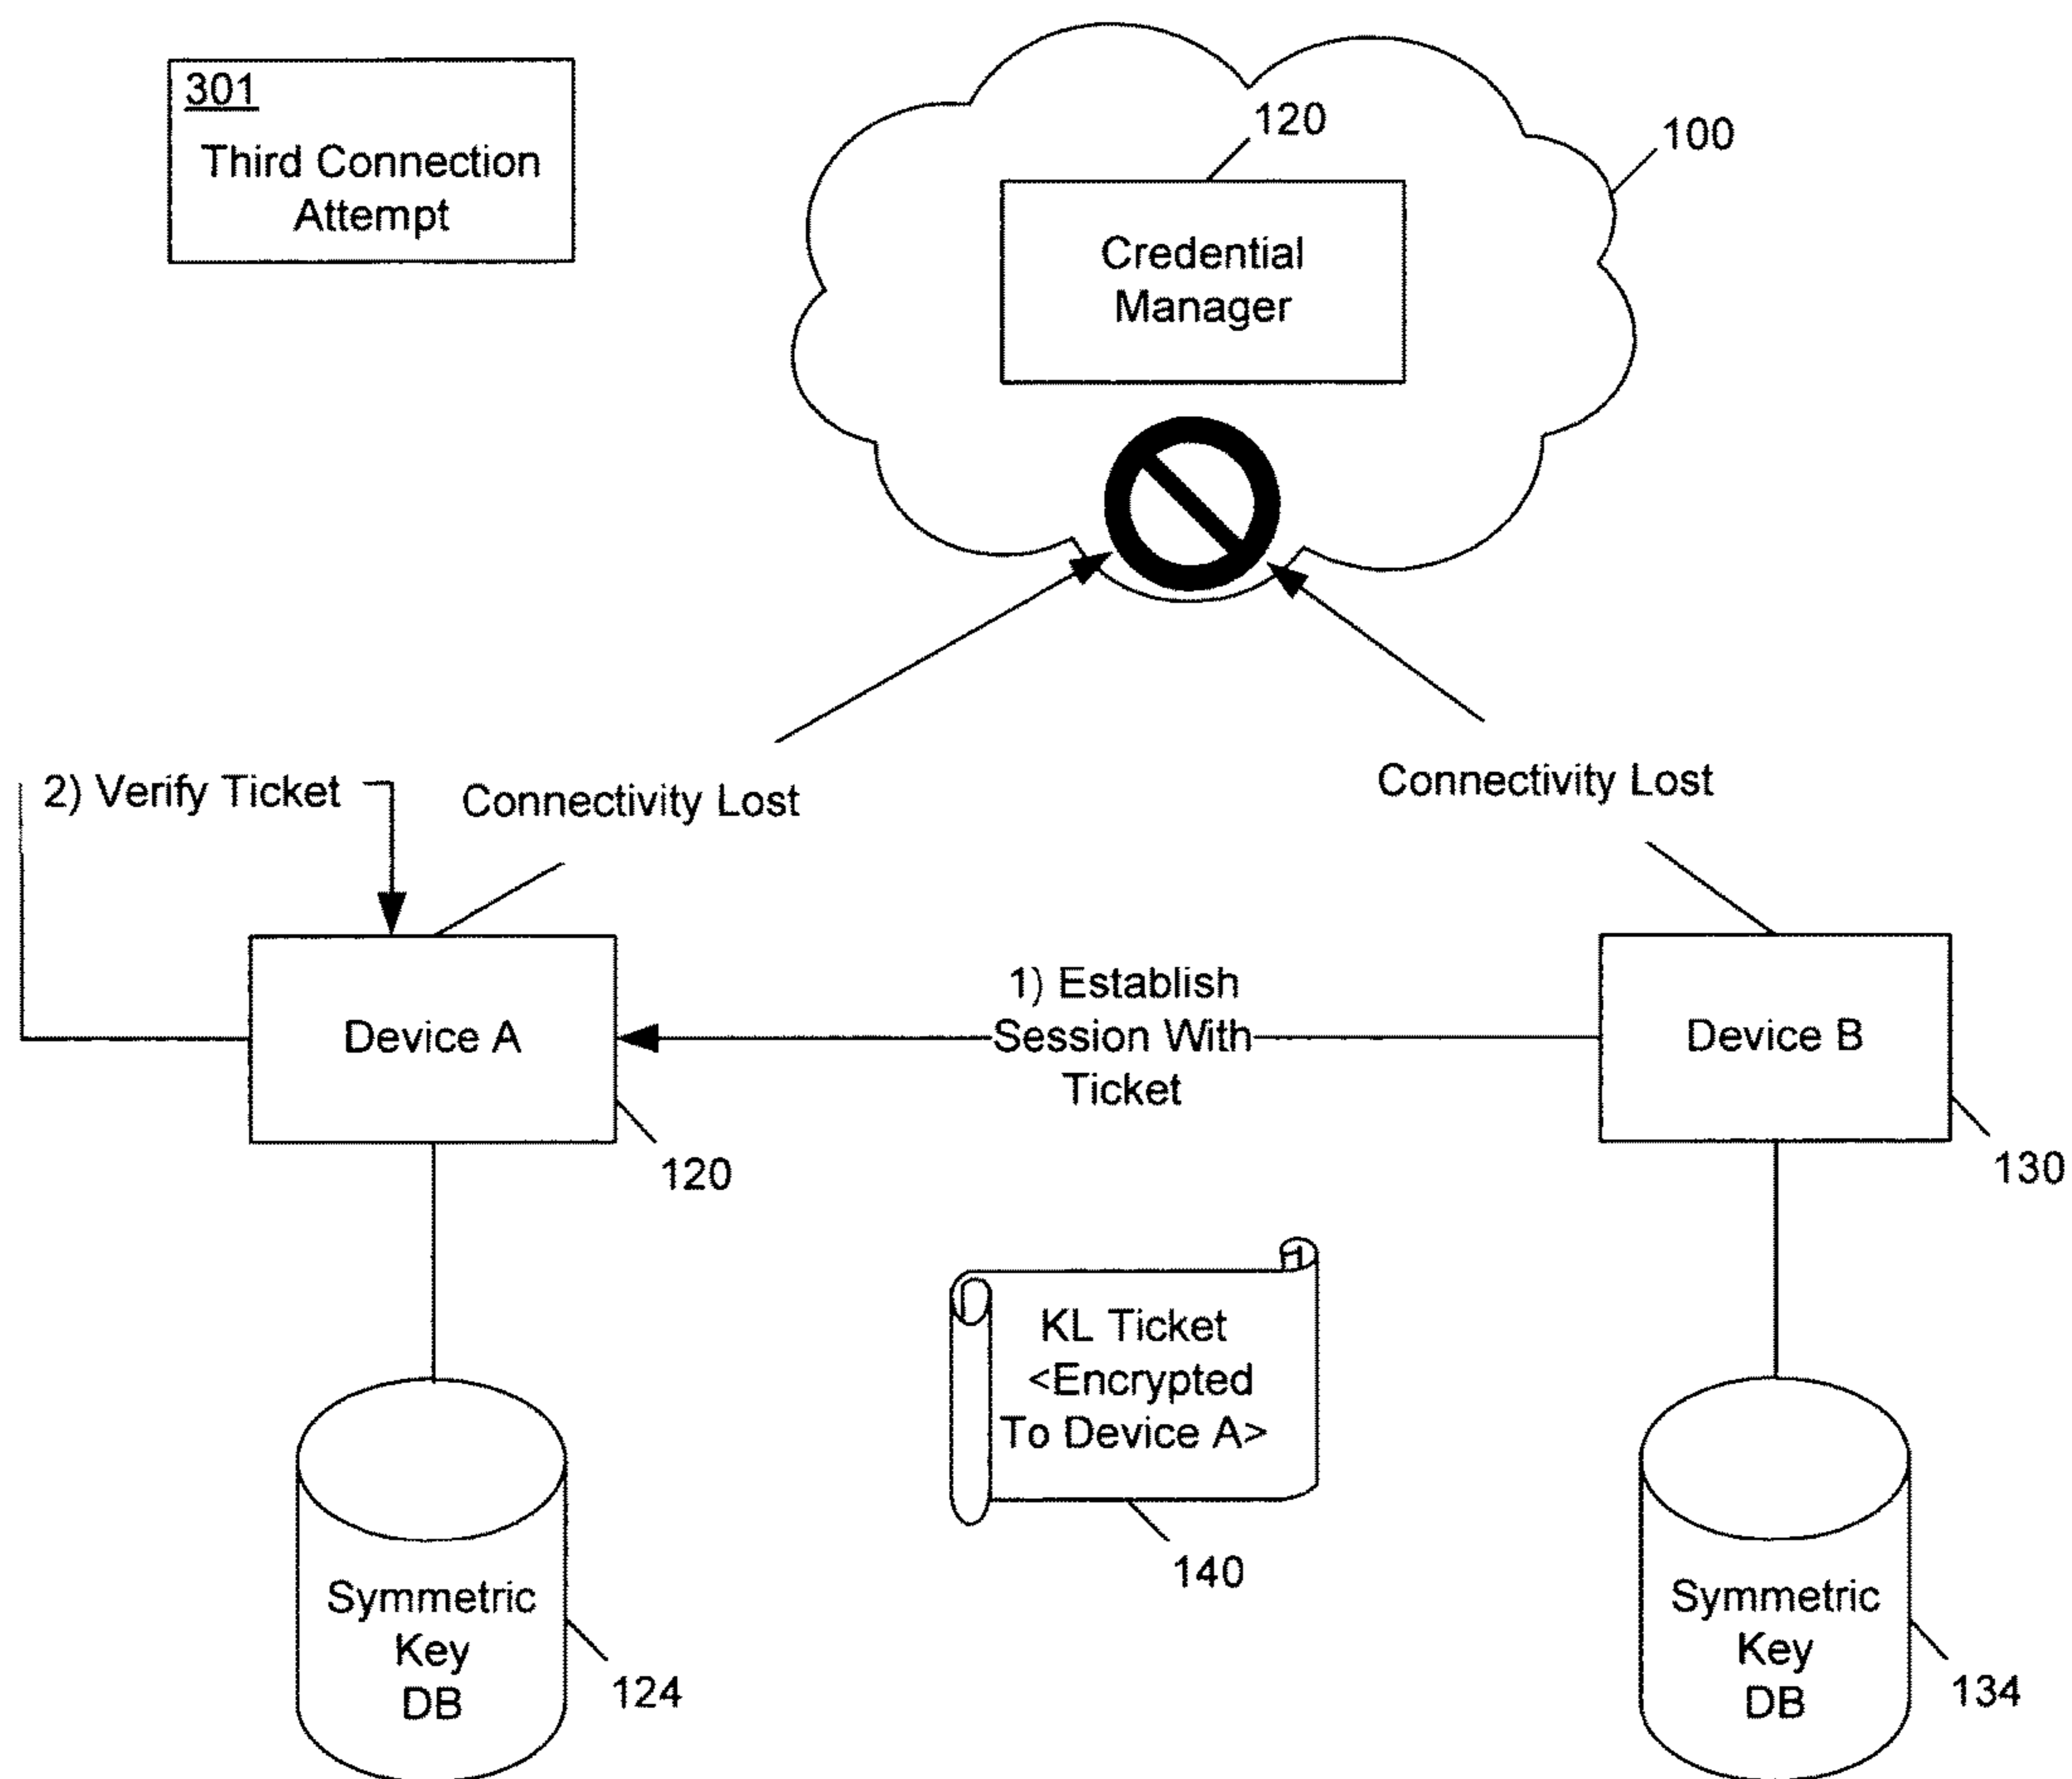 301
Third Connection
Attempt
120
100
Credential
Manager
2) Verify Ticket
Connectivity Lost
Connectivity Lost
1) Establish
Session With
Ticket
Device A
Device B
120
130
KL Ticket
<Encrypted
To Device A>
140
Symmetric
Key
DB
124
Symmetric
Key
DB
134